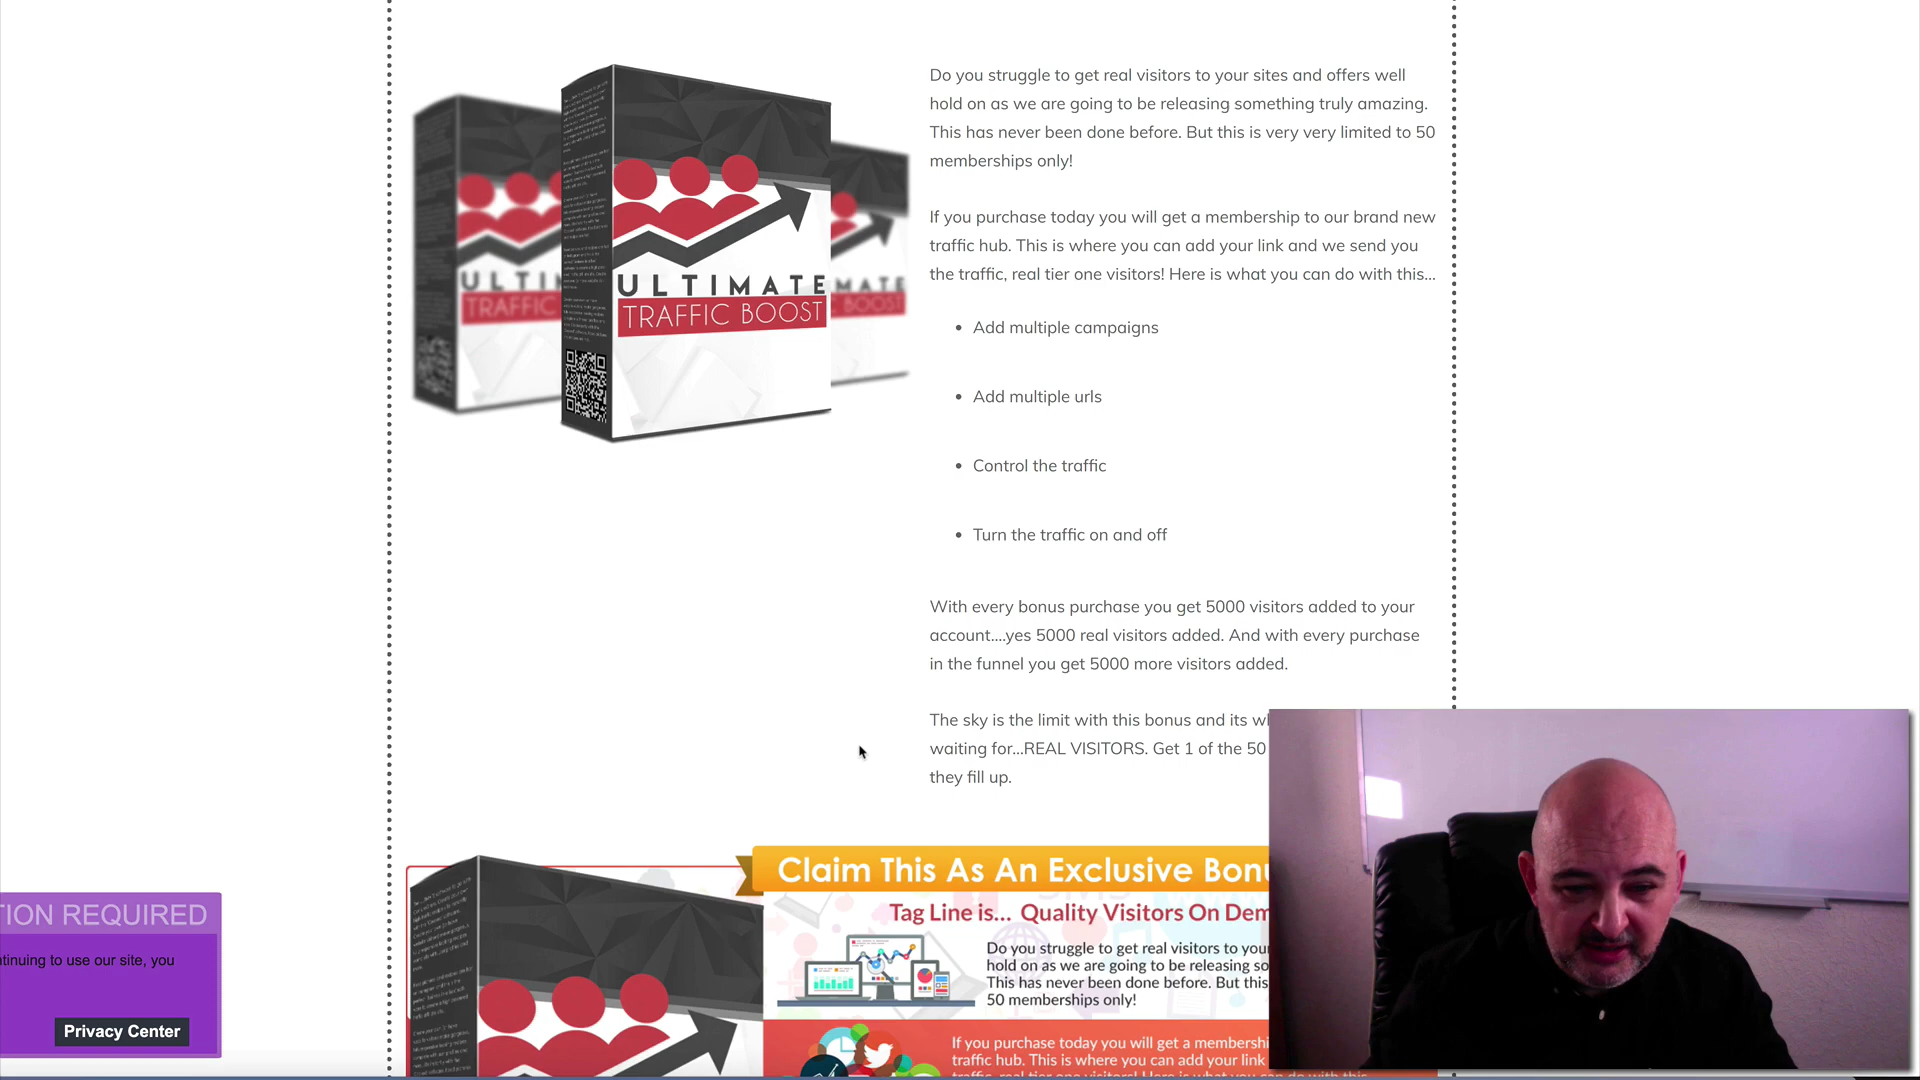 Do you struggle to get real visitors to your sites and offers well
hold on as we are going to be releasing something truly amazing.
This has never been done before. But this is very very limited to 50
memberships only!
If you purchase today you will get a membership to our brand new
traffic hub. This is where you can add your link and we send you
the traffic, real tier one visitors! Here is what you can do with this...
• Add multiple campaigns
• Add multiple urls
• Control the traffic
• Turn the traffic on and off
With every bonus purchase you get 5000 visitors added to your
account....yes 5000 real visitors added. And with every purchase
in the funnel you get 5000 more visitors added.
The sky is the limit with this bonus and its
waiting for...REAL VISITORS. Get 1 of the 50
they fill up.
ULTIMATE
TRAFFIC BOOST
Claim This As An Exclusive
Tag Line is... Quality Visitors On
Do you struggle to get real visitors to
hold on as we are going to be releasing
This has never been done before. But this
50 memberships only!
If you purchase today you will get a
traffic hub. This is where you can add your link
REQUIRED
to use our site, you
Privacy Center